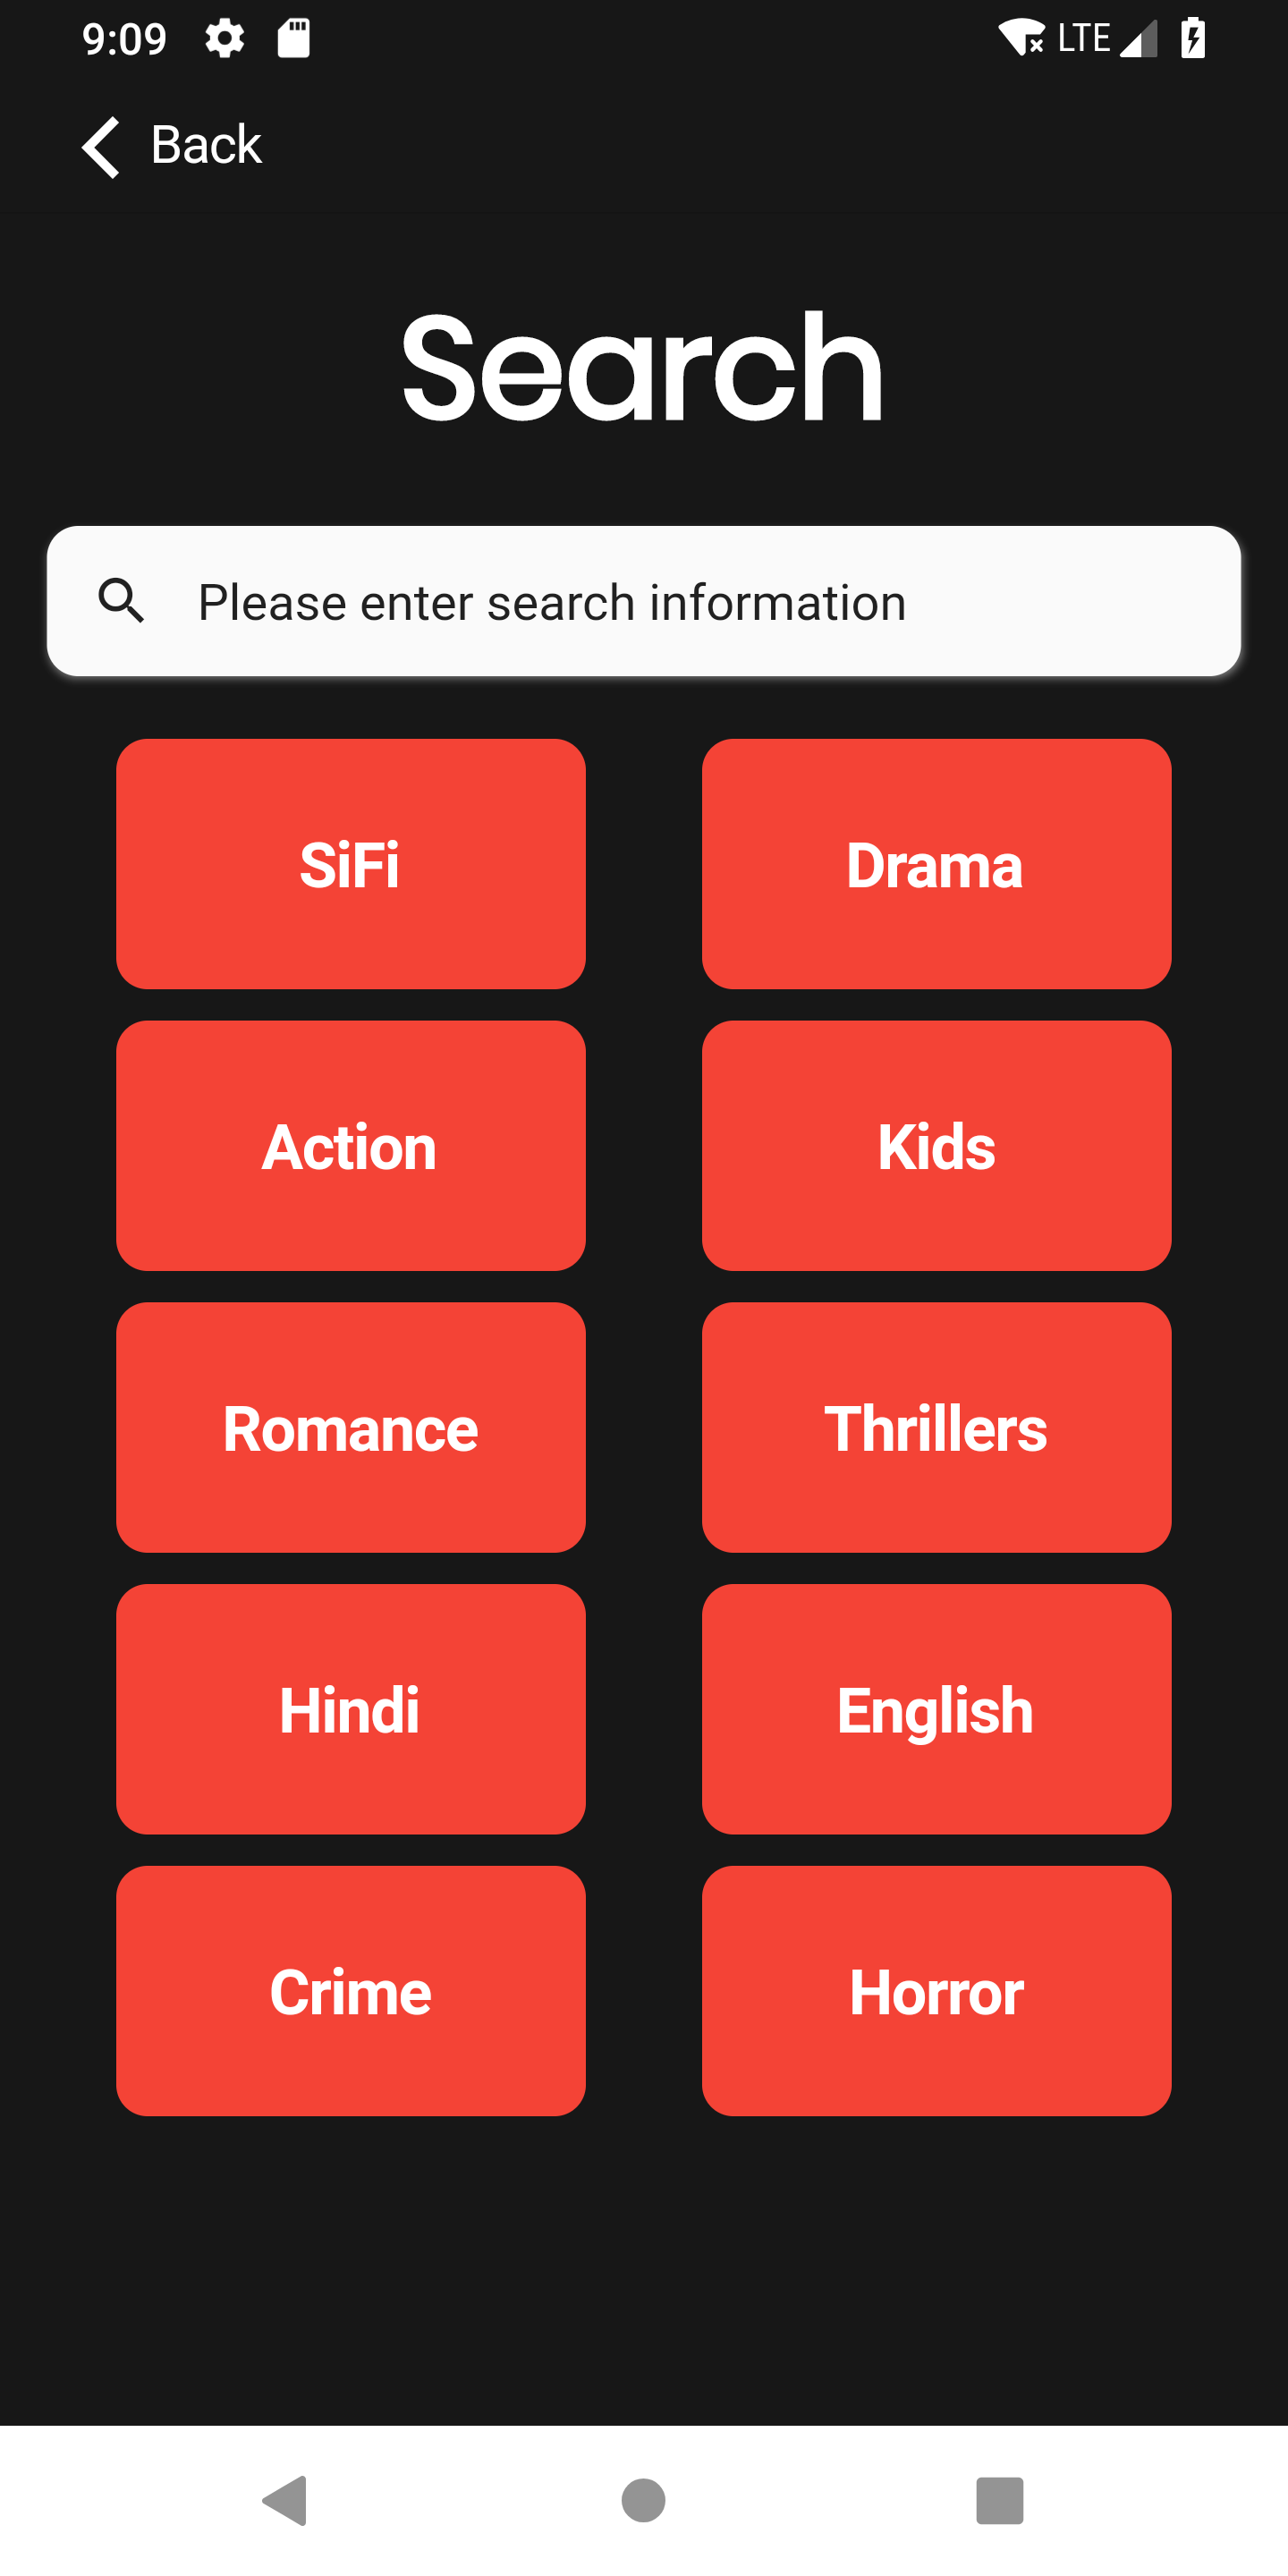 9:09 LTE
Back
Search
Please enter search information
SiFi Drama
Action Kids
Romance Thrillers
Hindi English
Crime Horror